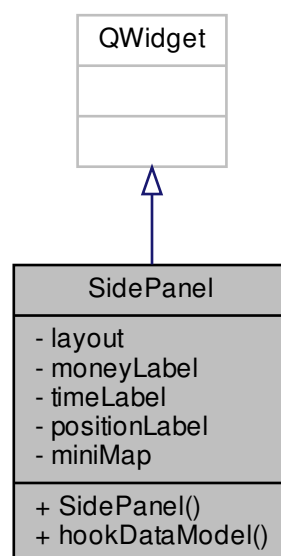 QWidget
SidePanel
- layout
- moneyLabel
- timeLabel
- positionLabel
- miniMap
+ SidePanel()
+ hookDataModel()